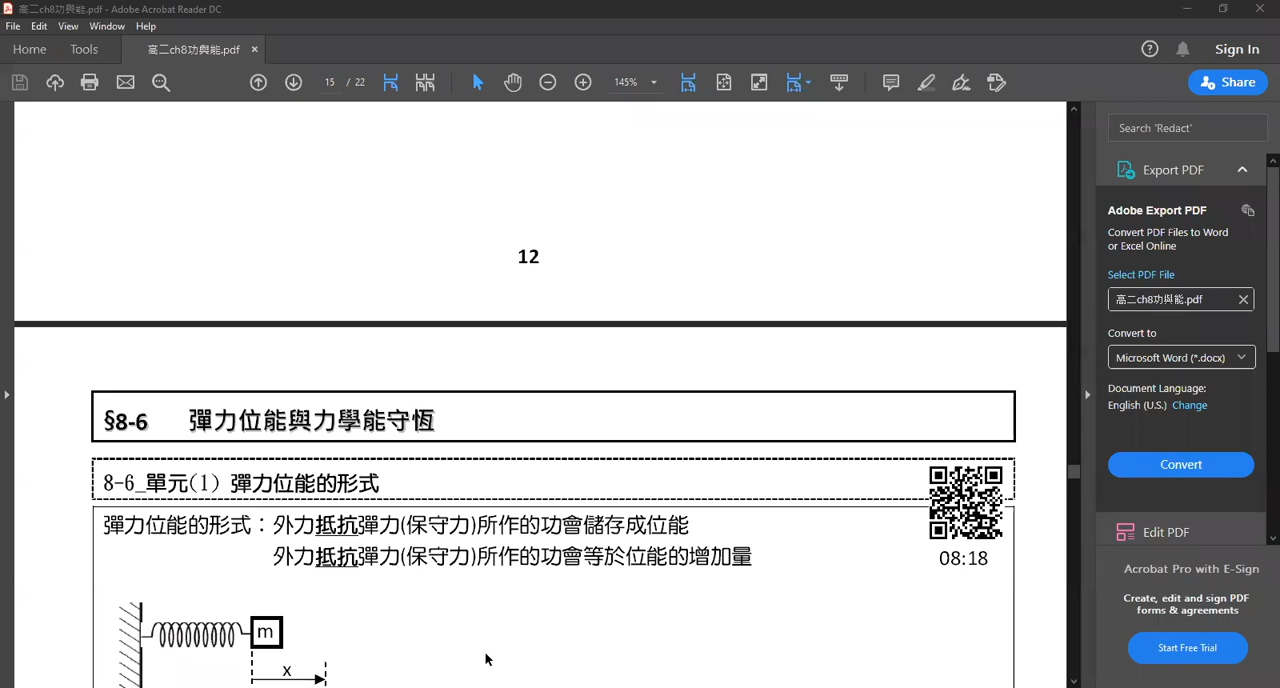 高二ch8功與能.pdf - Adobe Acrobat Reader DC
File Edit View Window Help
Home Tools 高二ch8功與能.pdf × Sign In
15 / 22 145% Share
Search 'Redact'
Export PDF
Adobe Export PDF
Convert PDF Files to Word
or Excel Online
Select PDF File
高二ch8功與能.pdf
Convert to
Microsoft Word (*.docx)
Document Language:
English (U.S.) Change
Convert
Edit PDF
Acrobat Pro with E-Sign
Create, edit and sign PDF
forms & agreements
Start Free Trial
12
§8-6 彈力位能與力學能守恆
8-6_單元(1) 彈力位能的形式
彈力位能的形式：外力抵抗彈力(保守力)所作的功會儲存成位能
外力抵抗彈力(保守力)所作的功會等於位能的增加量
08:18
m
x